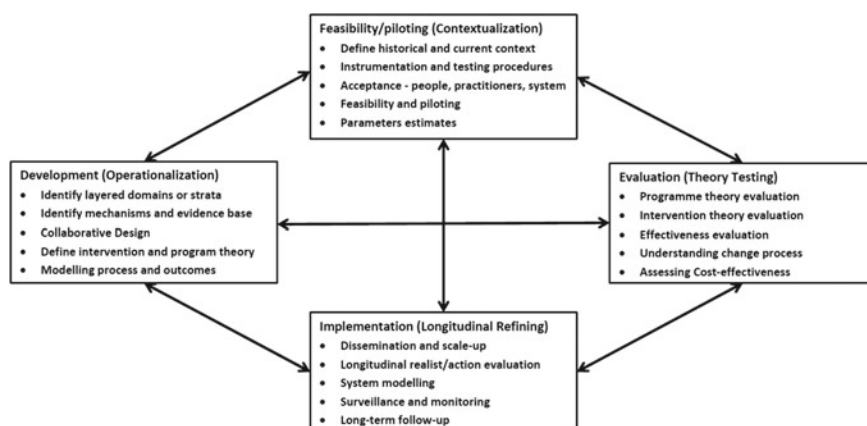 Feasibility/piloting (Contextualization)
• Define historical and current context
• Instrumentation and testing procedures
• Acceptance - people, practitioners, system
• Feasibility and piloting
• Parameters estimates
Development (Operationalization)
• Identify layered domains or strata
• Identify mechanisms and evidence base
• Collaborative Design
• Define intervention and program theory
• Modelling process and outcomes
Evaluation (Theory Testing)
• Programme theory evaluation
• Intervention theory evaluation
• Effectiveness evaluation
• Understanding change process
• Assessing Cost-effectiveness
Implementation (Longitudinal Refining)
• Dissemination and scale-up
• Longitudinal realist/action evaluation
• System modelling
• Surveillance and monitoring
• Long-term follow-up